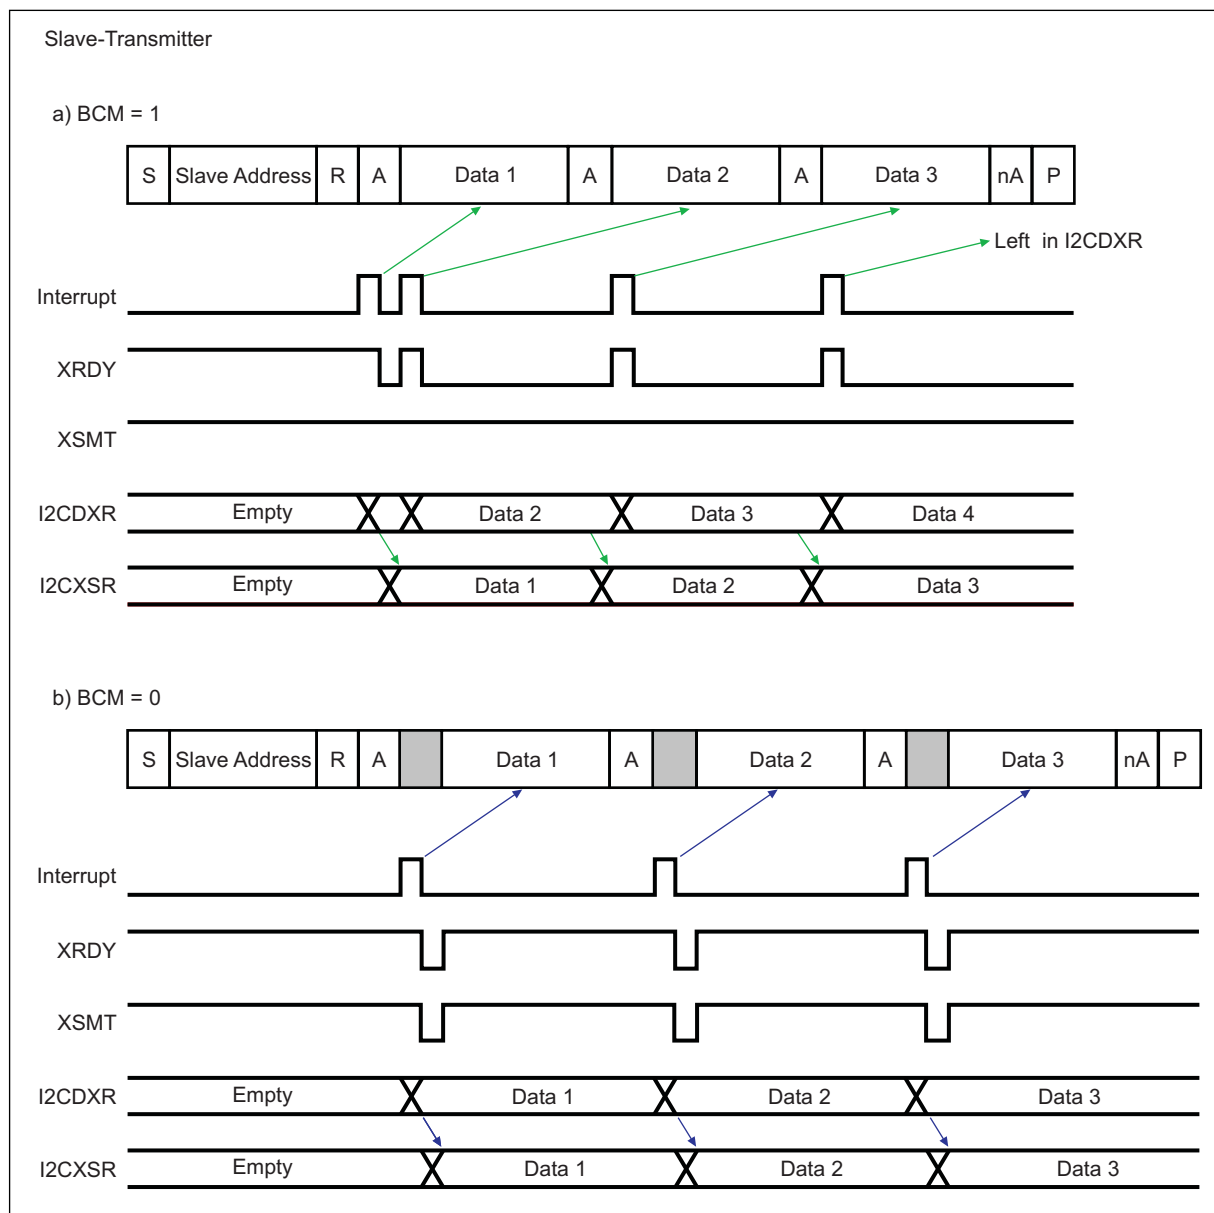 Slave-Transmitter
a) BCM = 1
S Slave Address R A Data 1 A Data 2 A Data 3 nA P
Left in I2CDXR
Interrupt
XRDY
XSMT
I2CDXR Empty Data 2 Data 3 Data 4
I2CXSR Empty Data 1 Data 2 Data 3
b) BCM = 0
S Slave Address R A Data 1 A Data 2 A Data 3 nA P
Interrupt
XRDY
XSMT
I2CDXR Empty Data 1 Data 2 Data 3
I2CXSR Empty Data 1 Data 2 Data 3